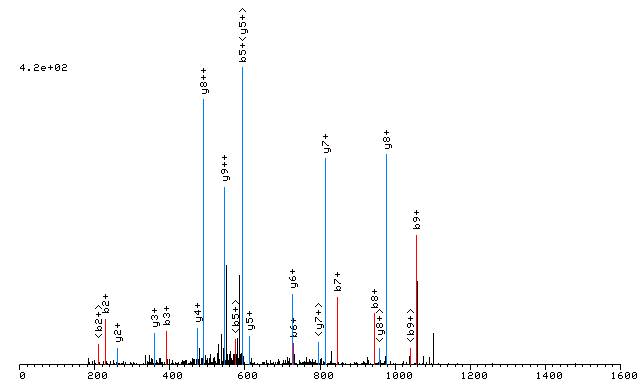 4.2e+02
<b2+>
b2+
y2+
y3+
b3+
y4+
y8++
y9++
<b5+>
b5+<y5+>
y5+
y6+
b6+
<y7+>
y7+
b7+
b8+
<y8+>
y8+
<b9+>
b9+
0 200 400 600 800 1000 1200 1400 1600